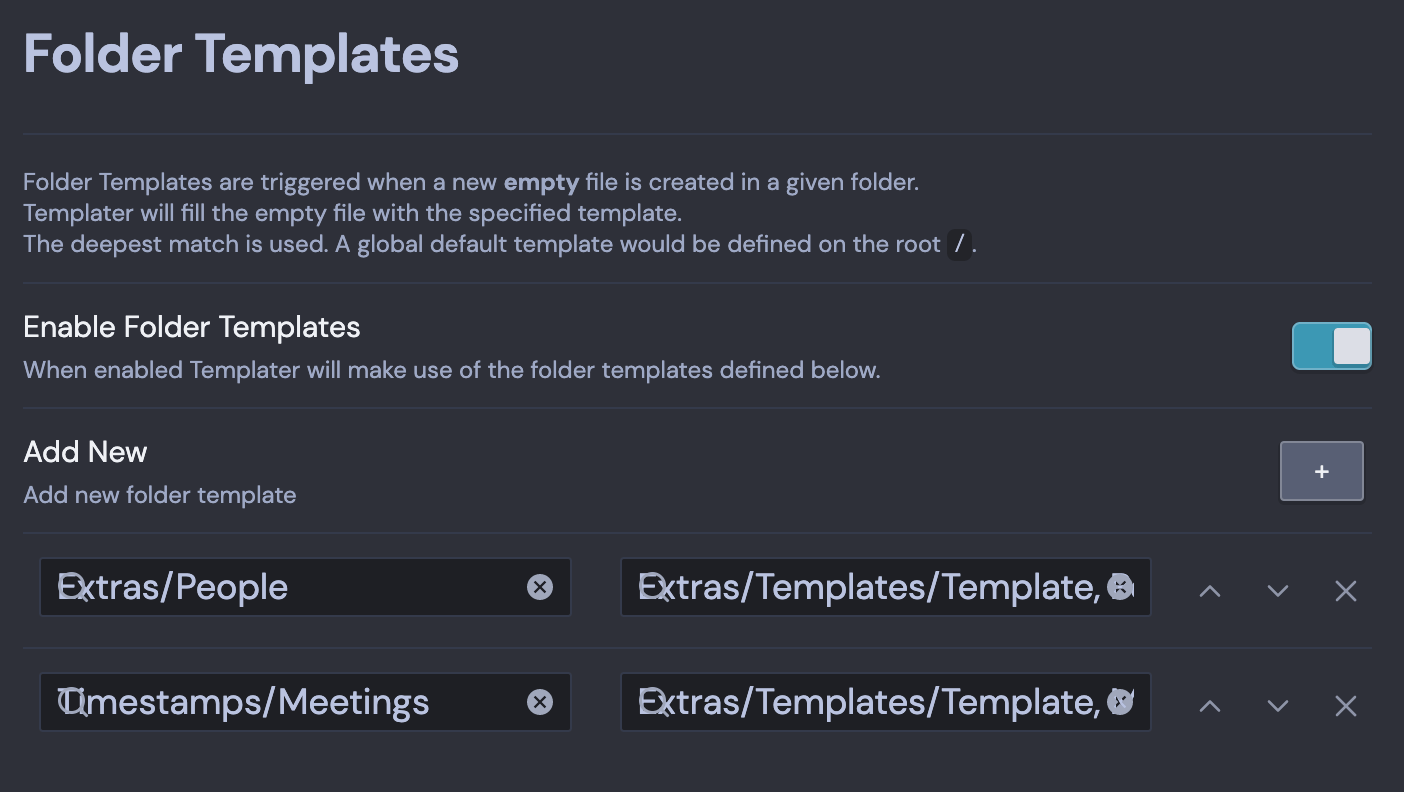 Folder Templates
Folder Templates are triggered when a new empty file is created in a given folder.
Templater will fill the empty file with the specified template.
The deepest match is used. A global default template would be defined on the root /.
Enable Folder Templates
When enabled Templater will make use of the folder templates defined below.
Add New
+
Add new folder template
Extras/People
Extras/Templates/Template,
Timestamps/Meetings
Extras/Templates/Template,